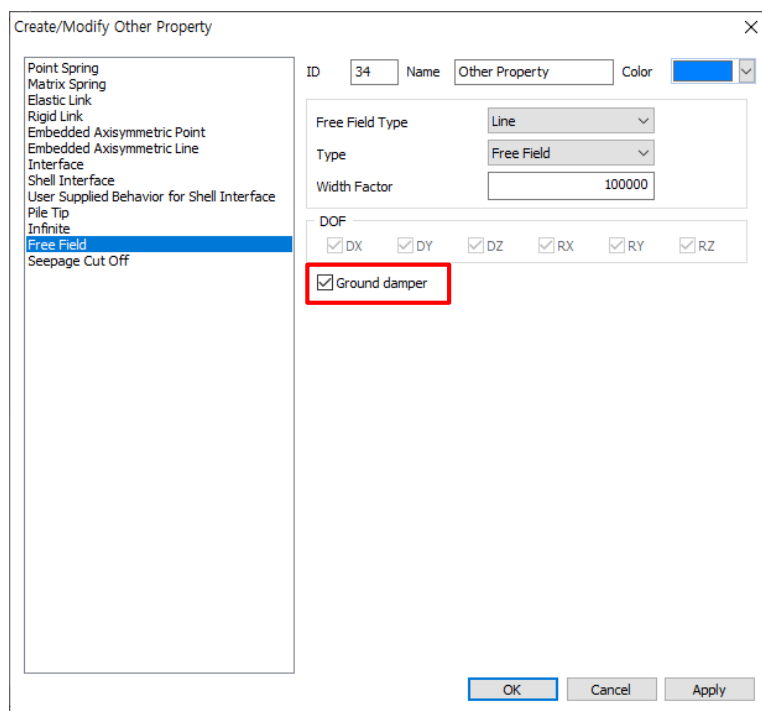 Create/Modify Other Property
Point Spring
Matrix Spring
Elastic Link
Rigid Link
Embedded Axisymmetric Point
Embedded Axisymmetric Line
Interface
Shell Interface
User Supplied Behavior for Shell Interface
Pile Tip
Infinite
Free Field
Seepage Cut Off
ID 34 Name Other Property Color
Free Field Type Line
Type Free Field
Width Factor 100000
DOF
DX DY DZ RX RY RZ
Ground damper
OK Cancel Apply